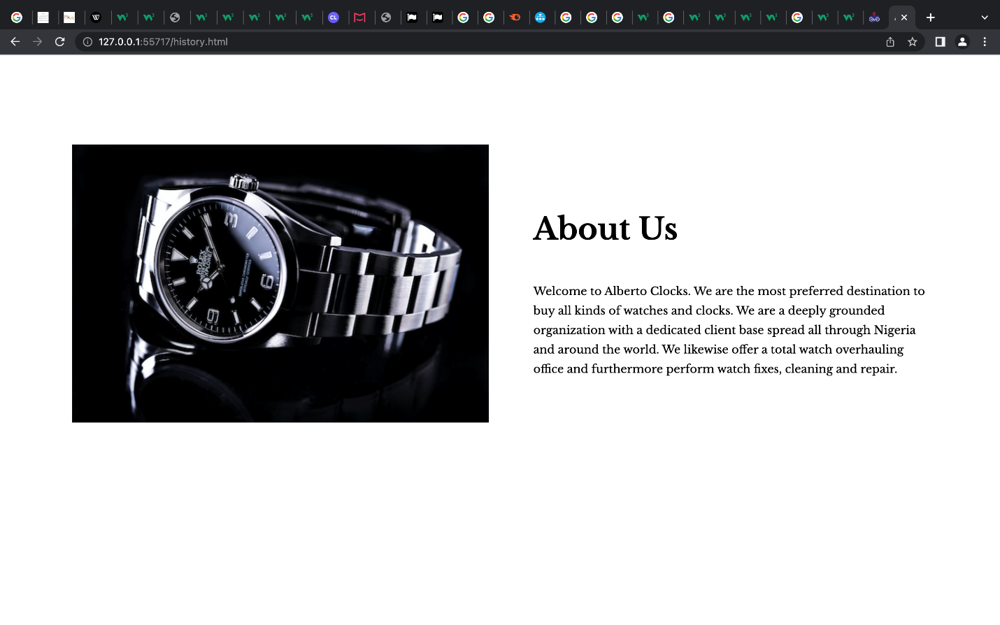 127.0.0.1:55717/history.html
ROLEX
EXPLORER
3
6
9
About Us
Welcome to Alberto Clocks. We are the most preferred destination to
buy all kinds of watches and clocks. We are a deeply grounded
organization with a dedicated client base spread all through Nigeria
and around the world. We likewise offer a total watch overhauling
office and furthermore perform watch fixes, cleaning and repair.